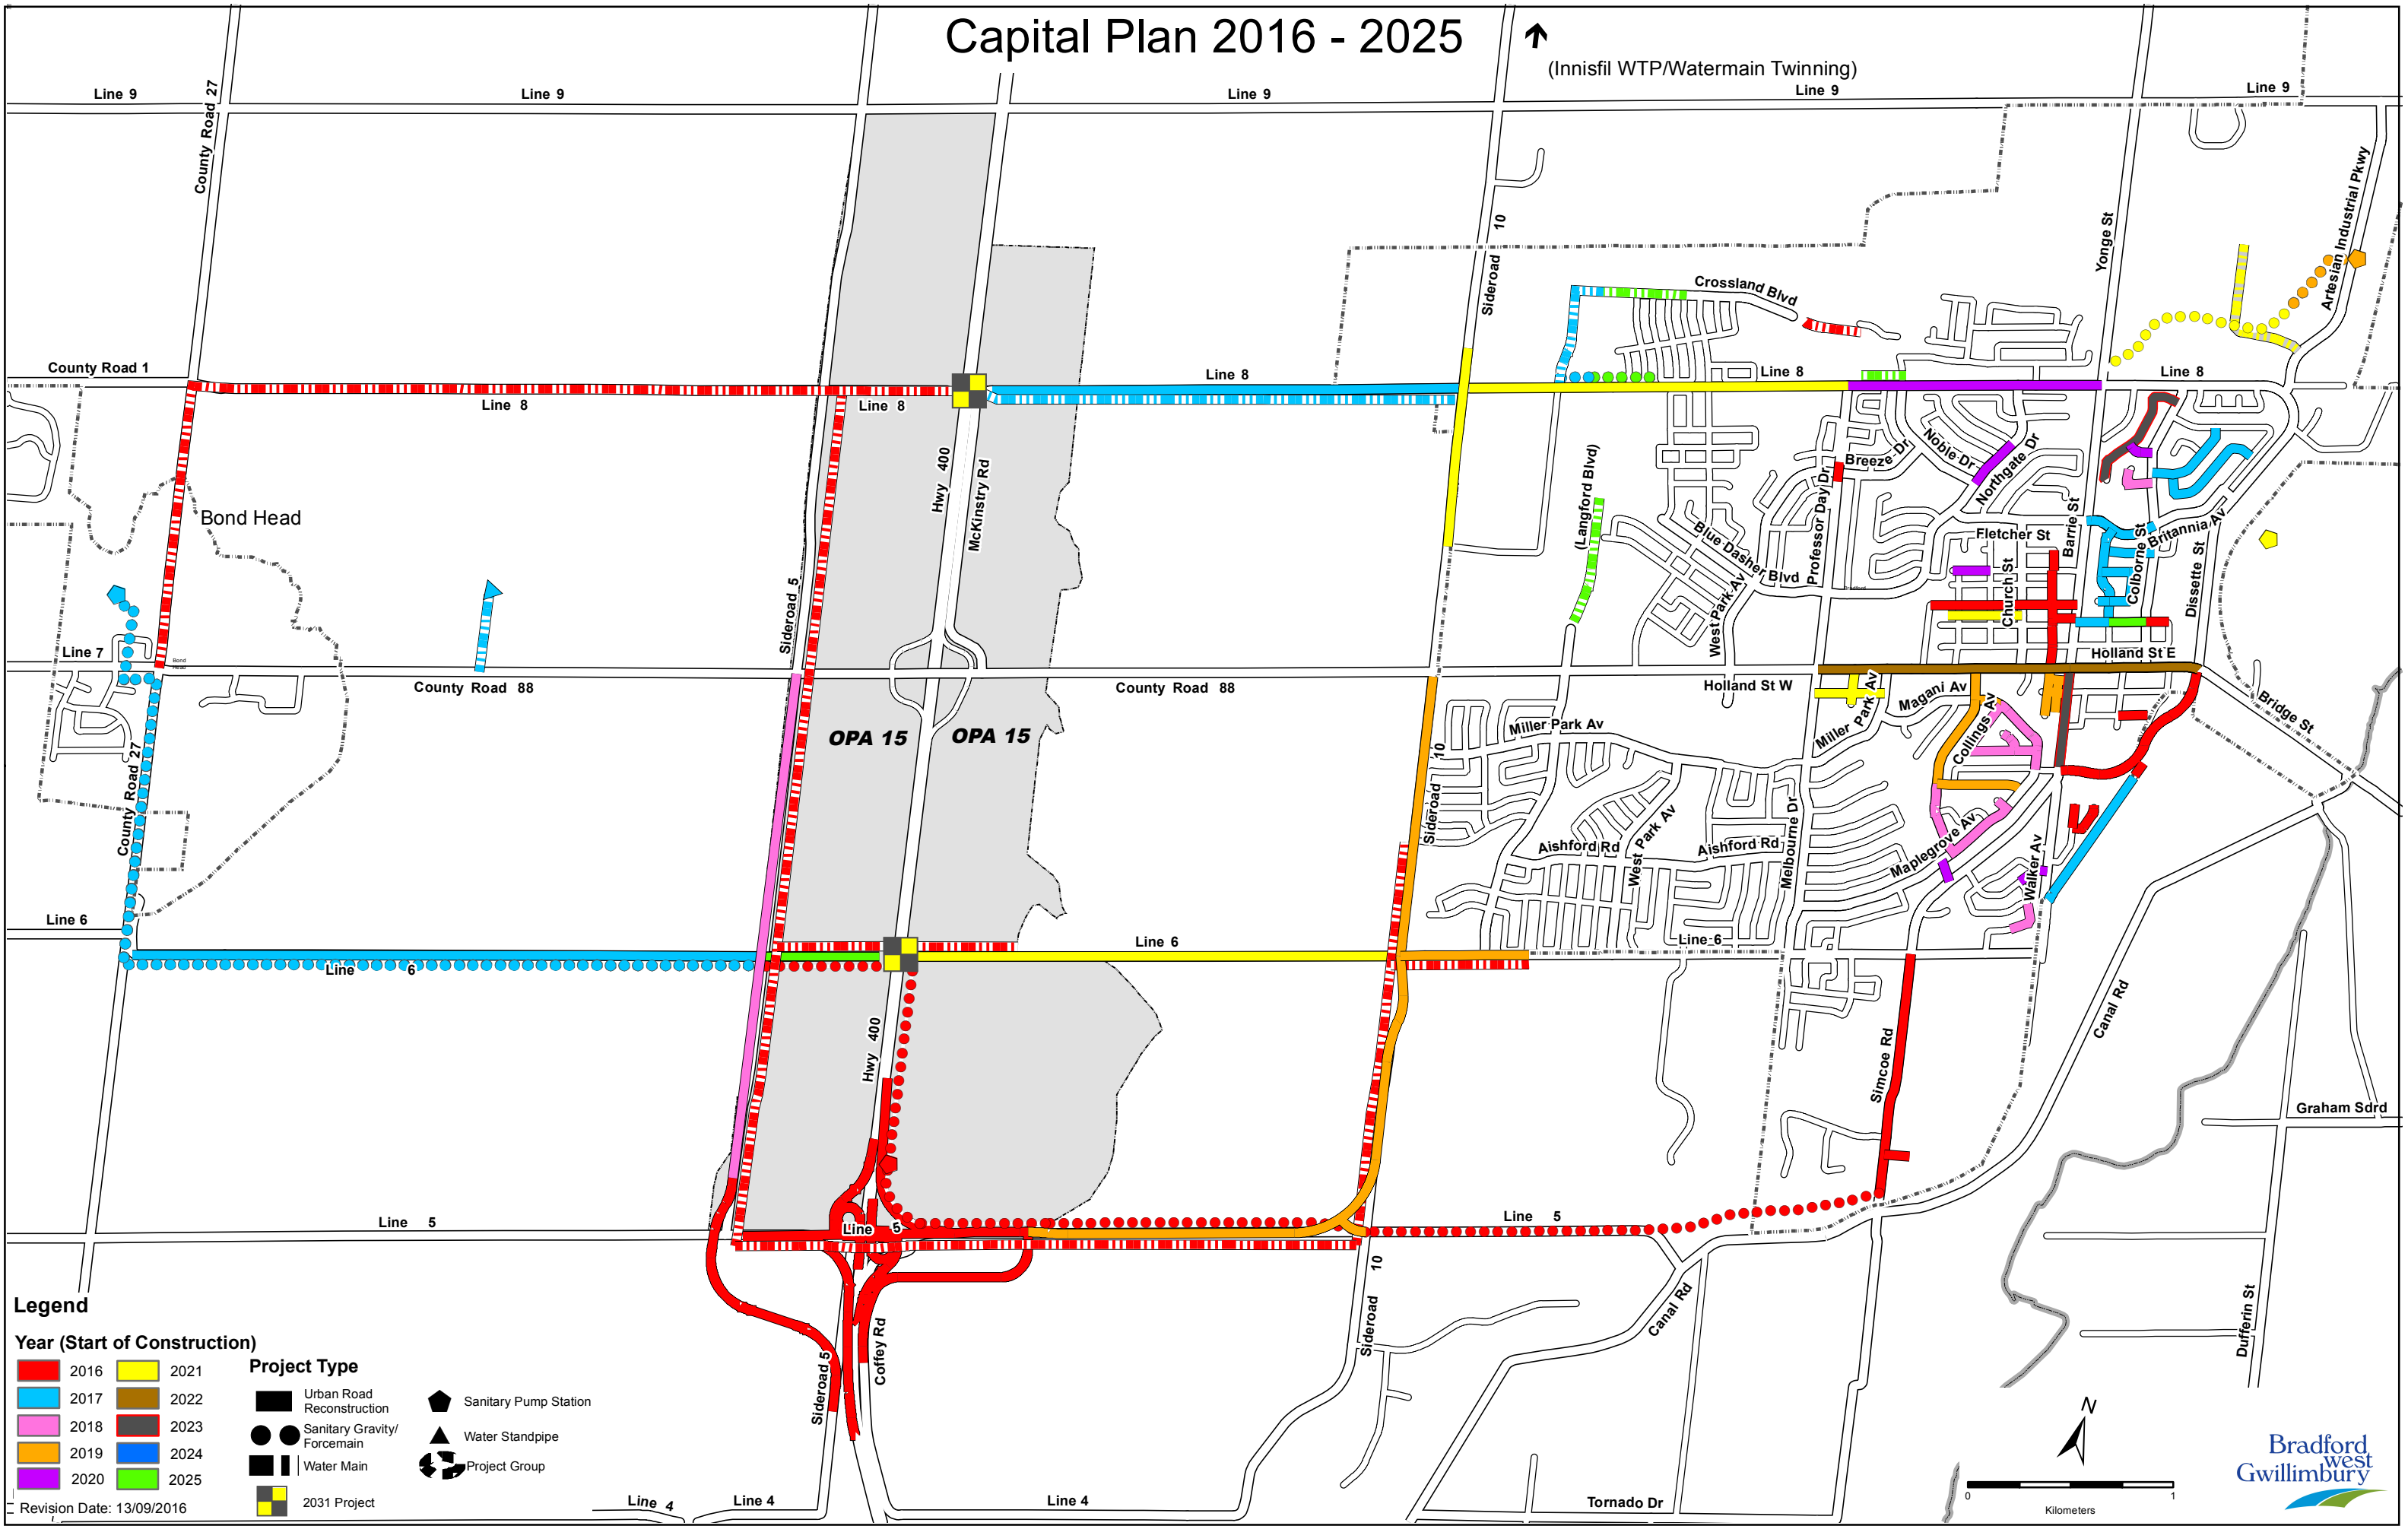 Capital Plan 2016 - 2025
(Innisfil WTP/Watermain Twinning)
Line 9
Line 9
Line 9
Line 9
Line 9
County Road 27
Sideroad 10
Yonge St
Artesian Industrial Pkwy
Crossland Blvd
County Road 1
Line 8
Line 8
Line 8
Line 8
Line 8
Hwy 400
McKinstry Rd
(Langford Blvd)
Breeze Dr
Noble Dr
Northgate Dr
Professor Day Dr
Blue Dasher Blvd
West Park Av
Bradford
Fletcher St
Church St
Barrie St
Colborne St
Britannia Av
Dissette St
Bond Head
Sideroad 5
Line 7
Bond
Head
County Road 88
County Road 88
Holland St W
Holland St E
Bridge St
OPA 15
OPA 15
Miller Park Av
Miller Park Av
Magani Av
Collings Av
County Road 27
Sideroad 10
Aishford Rd
West Park Av
Aishford Rd
Melbourne Dr
Maplegrove Av
Walker Av
Line 6
Line 6
Line 6
Line 6
Hwy 400
Simcoe Rd
Canal Rd
Graham Sdrd
Line 5
Line 5
Line 5
Sideroad 10
Canal Rd
Dufferin St
Sideroad 5
Coffey Rd
Line 4
Line 4
Line 4
Tornado Dr
Legend
Year (Start of Construction)
2016
2021
2017
2022
2018
2023
2019
2024
2020
2025
Revision Date: 13/09/2016
Project Type
Urban Road
Reconstruction
Sanitary Gravity/
Forcemain
Water Main
2031 Project
Sanitary Pump Station
Water Standpipe
Project Group
N
0
1
Kilometers
Bradford
west
Gwillimbury